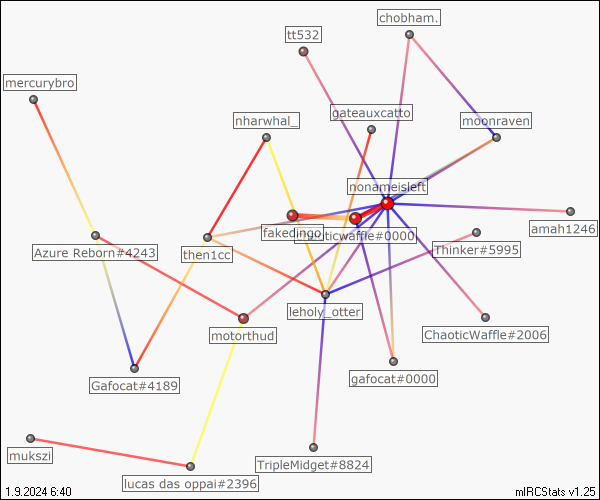 chobham.
tt532
mercurybro
gateauxcatto
nharwhal_
moonraven
nonameisleft
amah1246
fakedingo
waffle#0000
Thinker#5995
Azure Reborn#4243
then1cc
leholy_otter
motorthud
ChaoticWaffle#2006
Gafocat#4189
gafocat#0000
mukszi
TripleMidget#8824
lucas das oppai#2396
1.9.2024 6:40
mIRCStats v1.25